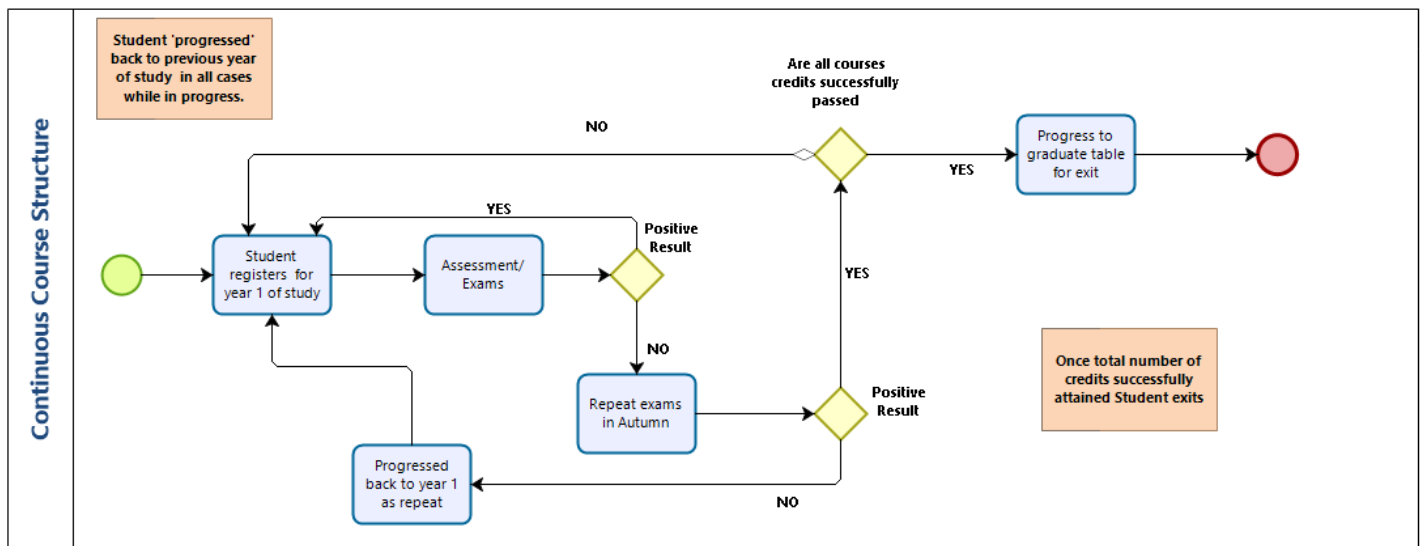 Continuous Course Structure
Student 'progressed'
back to previous year
of study in all cases
while in progress.
Are all courses
credits successfully
passed
NO
YES
Progress to
graduate table
for exit
YES
Positive
Result
Student
registers for
year 1 of study
Assessment/
Exams
NO
YES
Repeat exams
in Autumn
Positive
Result
Once total number of
credits successfully
attained Student exits
Progressed
back to year 1
as repeat
NO